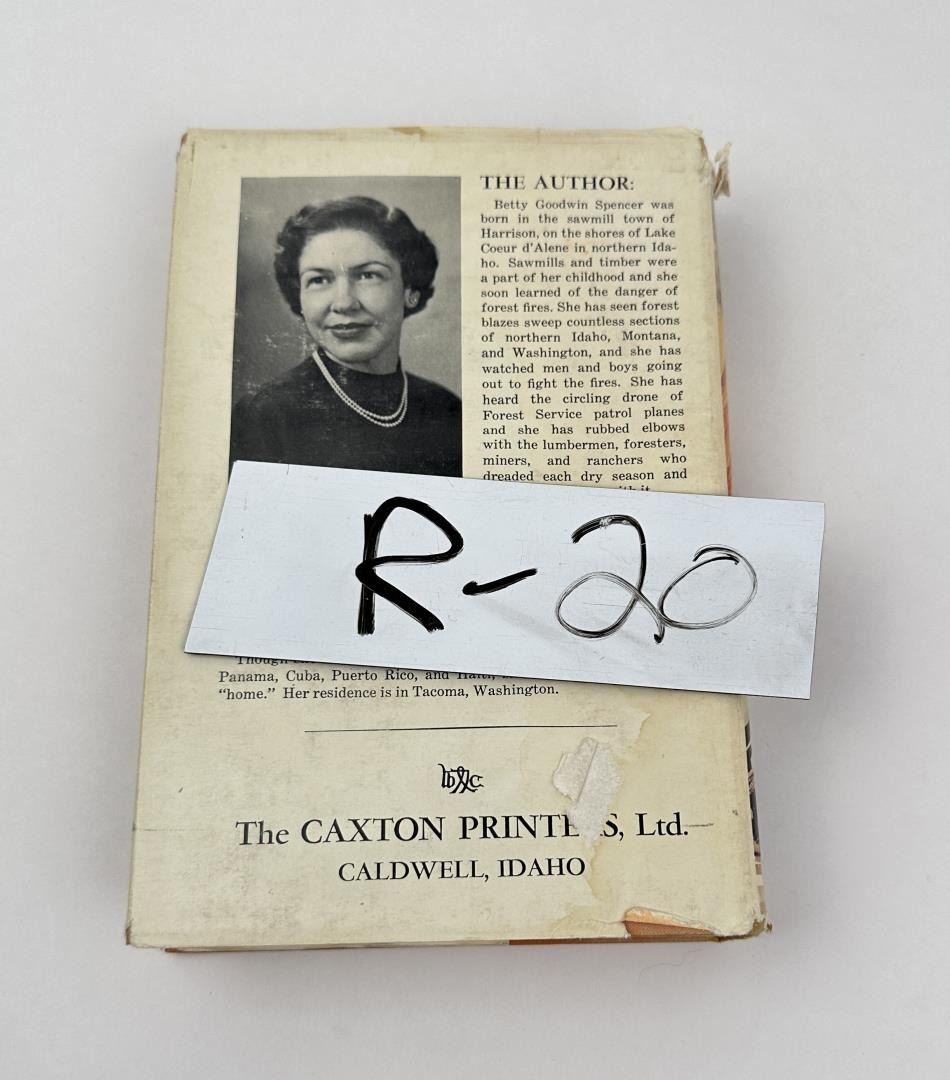 THE AUTHOR:
Betty Goodwin Spencer was
born in the sawmill town of
Harrison, on the shores of Lake
Coeur d'Alene in northern Ida-
ho. Sawmills and timber were
a part of her childhood and she
soon learned of the danger of
forest fires. She has seen forest
blazes sweep countless sections
of northern Idaho, Montana,
and Washington, and she has
watched men and boys going
out to fight the fires. She has
heard the circling drone of
Forest Service patrol planes
and she has rubbed elbows
with the lumbermen, foresters,
miners, and ranchers who
dreaded each dry season and
with it
R-20
Though
Panama, Cuba, Puerto Rico, and Haiti,
"home." Her residence is in Tacoma, Washington.
The CAXTON PRINTE S, Ltd.
CALDWELL, IDAHO